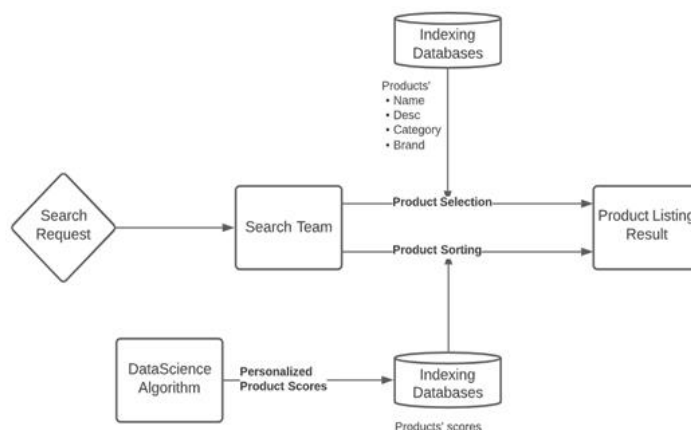 Indexing
Databases
Products'
• Name
• Desc
• Category
• Brand
Search
Request
Search Team
Product Selection
Product Sorting
Product Listing
Result
DataScience
Algorithm
Personalized
Product Scores
Indexing
Databases
Products' scores